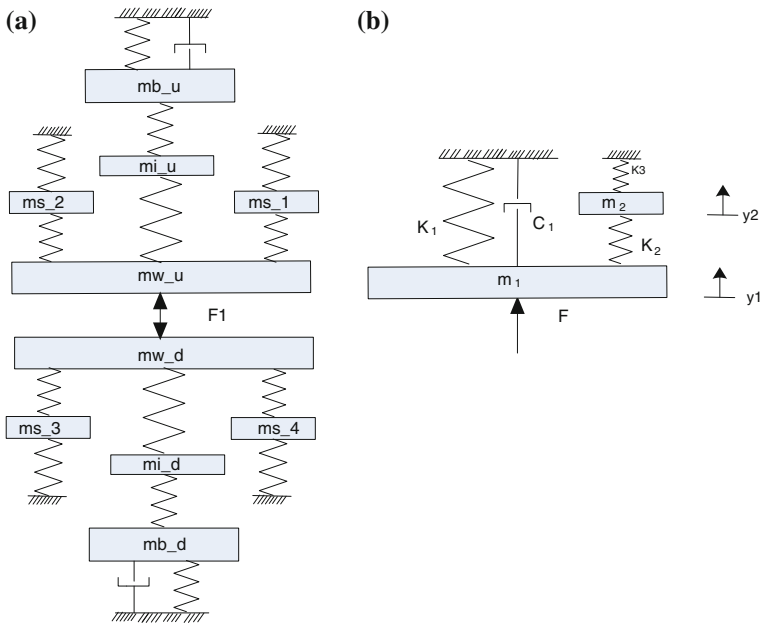 (a)
mb_u
mi_u
ms_2
ms_1
mw_u
F1
mw_d
ms_3
ms_4
mi_d
mb_d
(b)
K3
m2
y2
K1
C1
K2
m1
y1
F